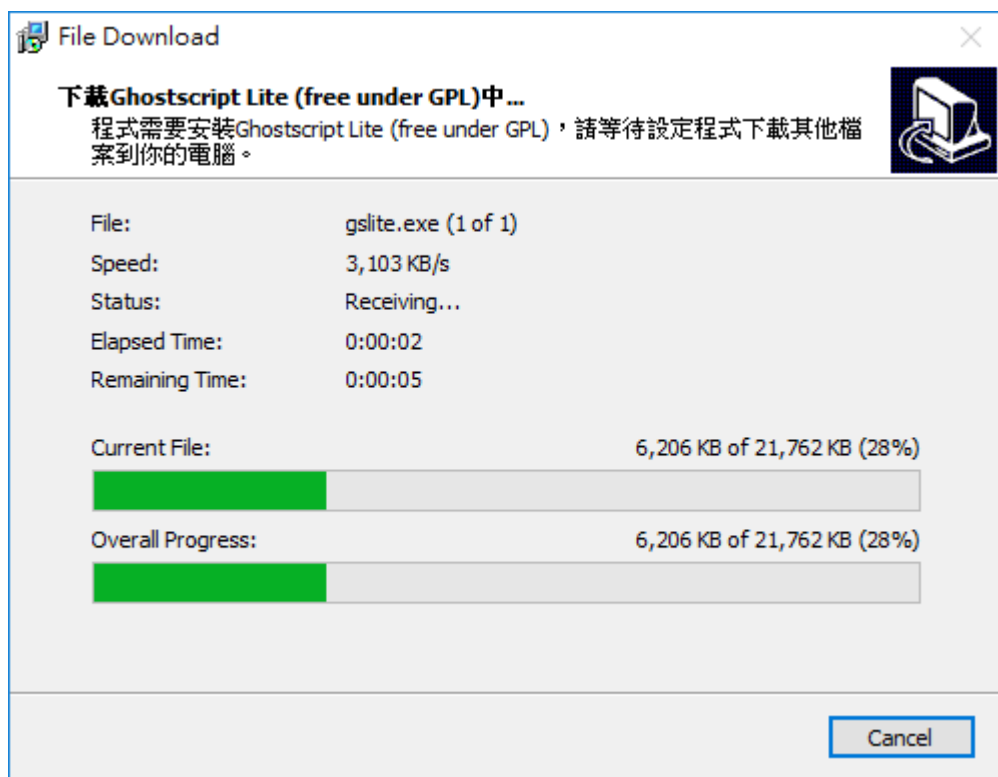 File Download
下載Ghostscript Lite (free under GPL)中...
程式需要安裝Ghostscript Lite (free under GPL)，請等待設定程式下載其他檔
案到你的電腦。
File: gslite.exe (1 of 1)
Speed: 3,103 KB/s
Status: Receiving...
Elapsed Time: 0:00:02
Remaining Time: 0:00:05
Current File: 6,206 KB of 21,762 KB (28%)
Overall Progress: 6,206 KB of 21,762 KB (28%)
Cancel